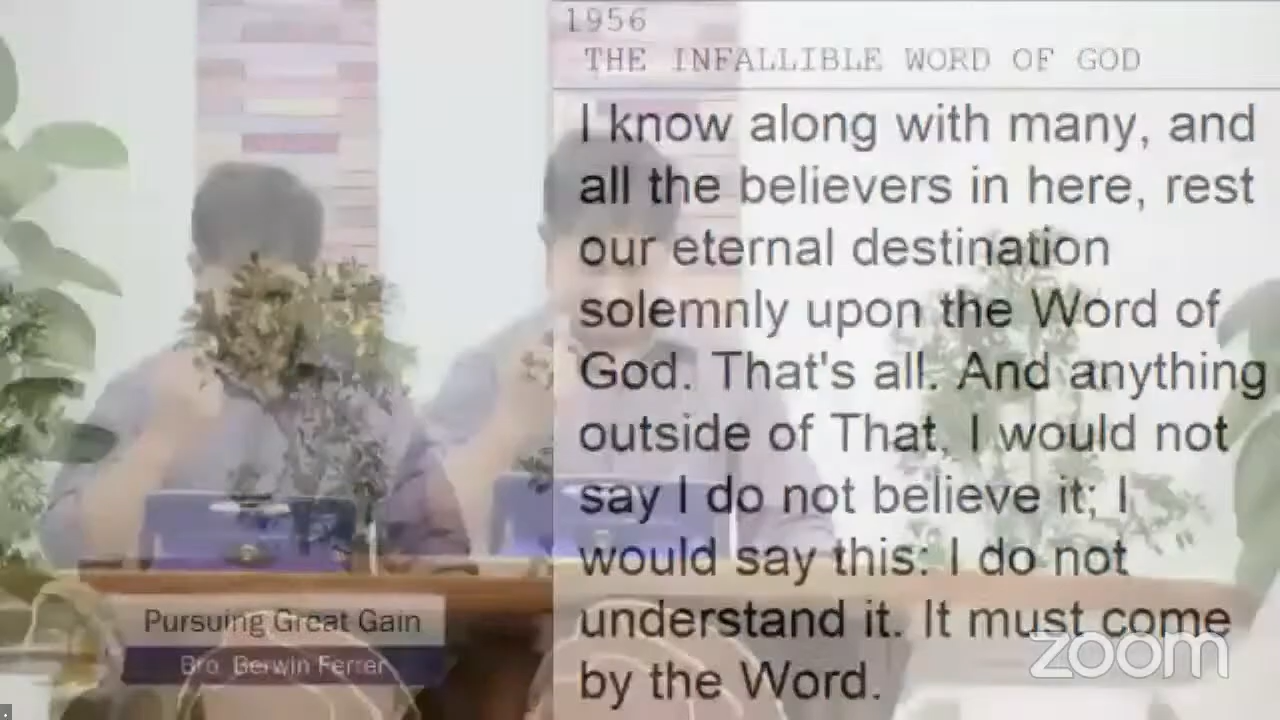 1956
THE INFALLIBLE WORD OF GOD
I know along with many, and
all the believers in here, rest
our eternal destination
solemnly upon the Word of
God. That's all. And anything
outside of That, I would not
say I do not believe it; I
would say this: I do not
understand it. It must come
by the Word.
Pursuing Great Gain
Bro. Berwin Ferrer
zoom